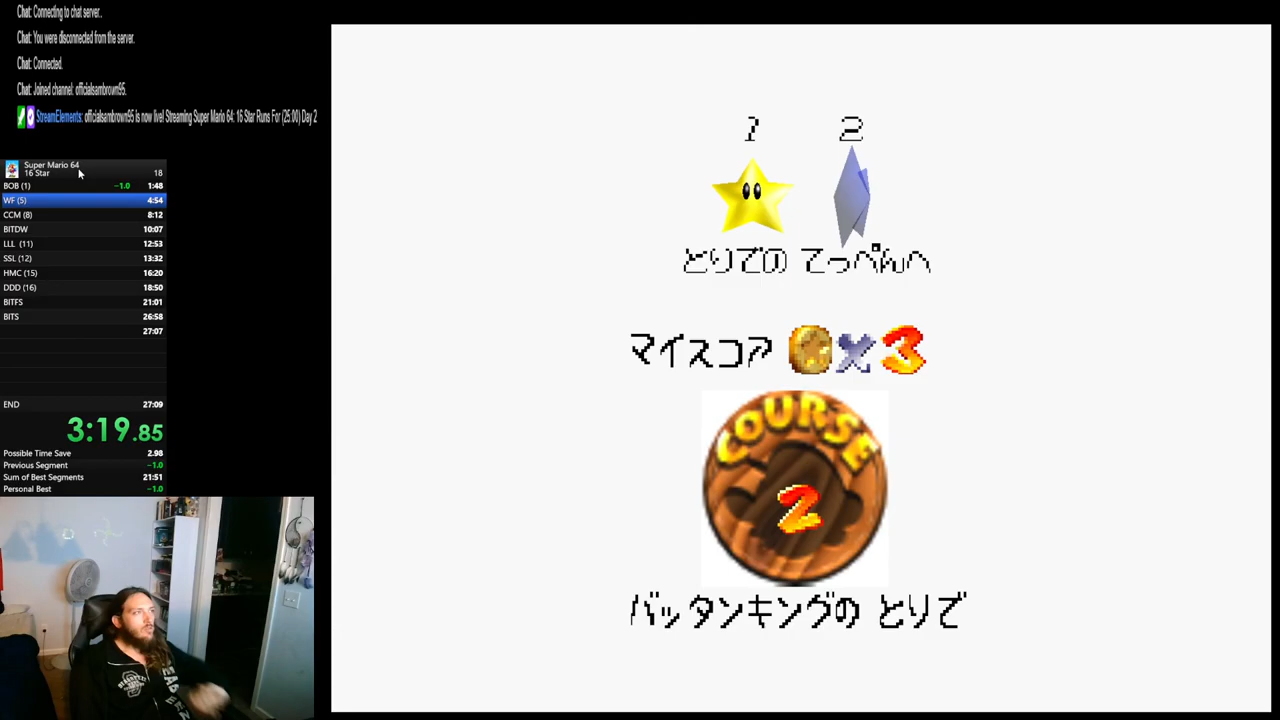 Chat: Connecting to chat server..
Chat: You were disconnected from the server.
Chat: Connected.
Chat: Joined channel: officialsambrown95.
StreamElements: officialsambrown95 is now live! Streaming Super Mario 64: 16 Star Runs For (25:00) Day 2
Super Mario 64
16 Star 18
BOB (1) −1.0 1:48
WF (5) 4:54
CCM (8) 8:12
BITDW 10:07
LLL (11) 12:53
SSL (12) 13:32
HMC (15) 16:20
DDD (16) 18:50
BITFS 21:01
BITS 26:58
27:07
END 27:09
3:19.85
Possible Time Save 2.98
Previous Segment −1.0
Sum of Best Segments 21:51
Personal Best −1.0
1 2
とりでの てっぺんへ
マイスコア × 3
COURSE
2
バッタンキングの とりで